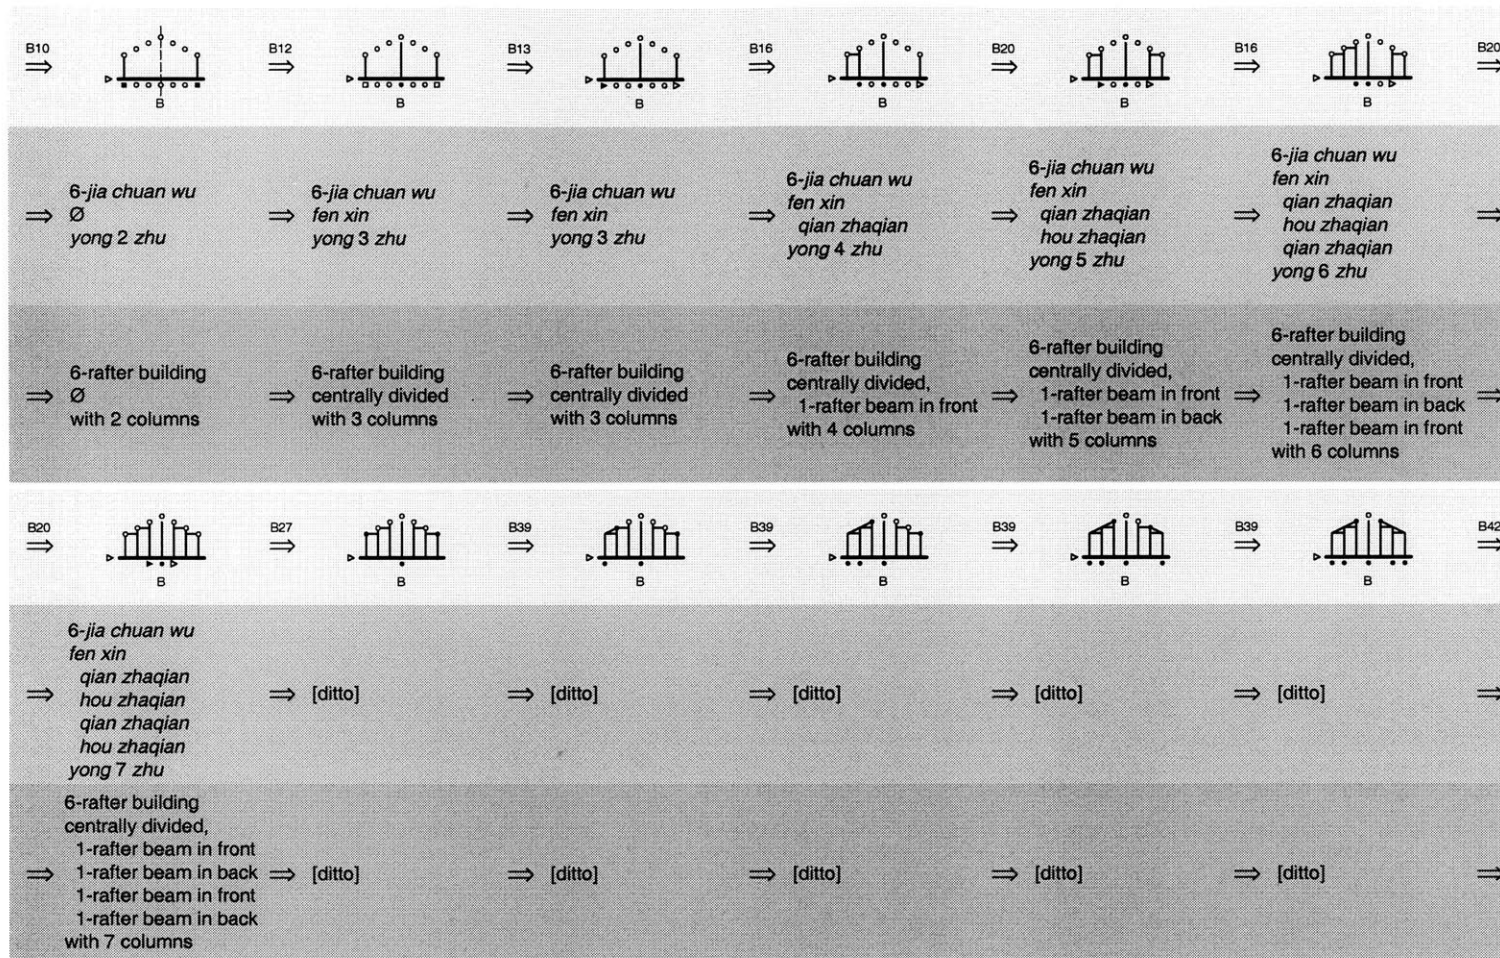 B10 B12 B13 B16 B20 B16 B20
⇒ ⇒ ⇒ ⇒ ⇒ ⇒ ⇒
B B B B B B
6-jia chuan wu
Ø
yong 2 zhu
6-jia chuan wu
fen xin
yong 3 zhu
6-jia chuan wu
fen xin
yong 3 zhu
6-jia chuan wu
fen xin
qian zhaqian
yong 4 zhu
6-jia chuan wu
fen xin
qian zhaqian
hou zhaqian
yong 5 zhu
6-jia chuan wu
fen xin
qian zhaqian
hou zhaqian
qian zhaqian
yong 6 zhu
6-rafter building
Ø
with 2 columns
6-rafter building
centrally divided
with 3 columns
6-rafter building
centrally divided
with 3 columns
6-rafter building
centrally divided,
1-rafter beam in front
with 4 columns
6-rafter building
centrally divided,
1-rafter beam in front
1-rafter beam in back
with 5 columns
6-rafter building
centrally divided,
1-rafter beam in front
1-rafter beam in back
1-rafter beam in front
with 6 columns
B20 B27 B39 B39 B39 B39 B42
⇒ ⇒ ⇒ ⇒ ⇒ ⇒ ⇒
B B B B B B
6-jia chuan wu
fen xin
qian zhaqian
hou zhaqian
qian zhaqian
hou zhaqian
yong 7 zhu
[ditto] [ditto] [ditto] [ditto] [ditto]
6-rafter building
centrally divided,
1-rafter beam in front
1-rafter beam in back
1-rafter beam in front
1-rafter beam in back
with 7 columns
[ditto] [ditto] [ditto] [ditto] [ditto]